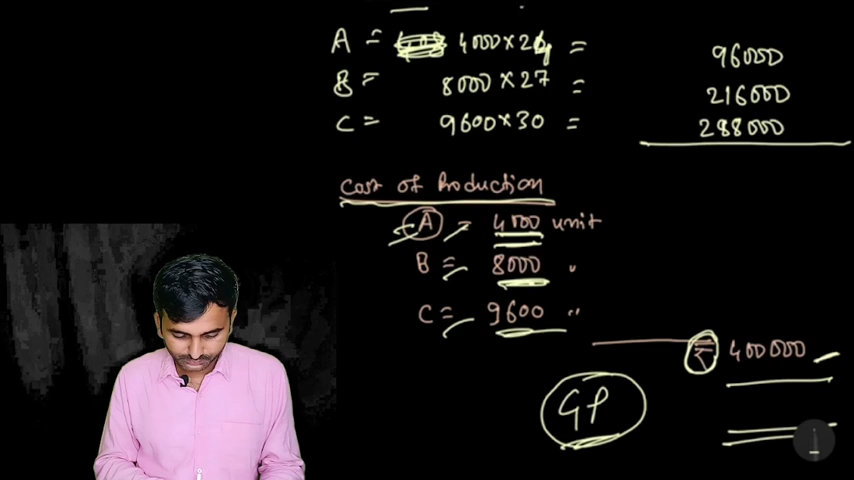 A = 4000 × 24 = 96000
B = 8000 × 27 = 216000
C = 9600 × 30 = 288000
Cost of Production
A = 4000 unit
B = 8000 "
C = 9600 "
₹ 400000
GP